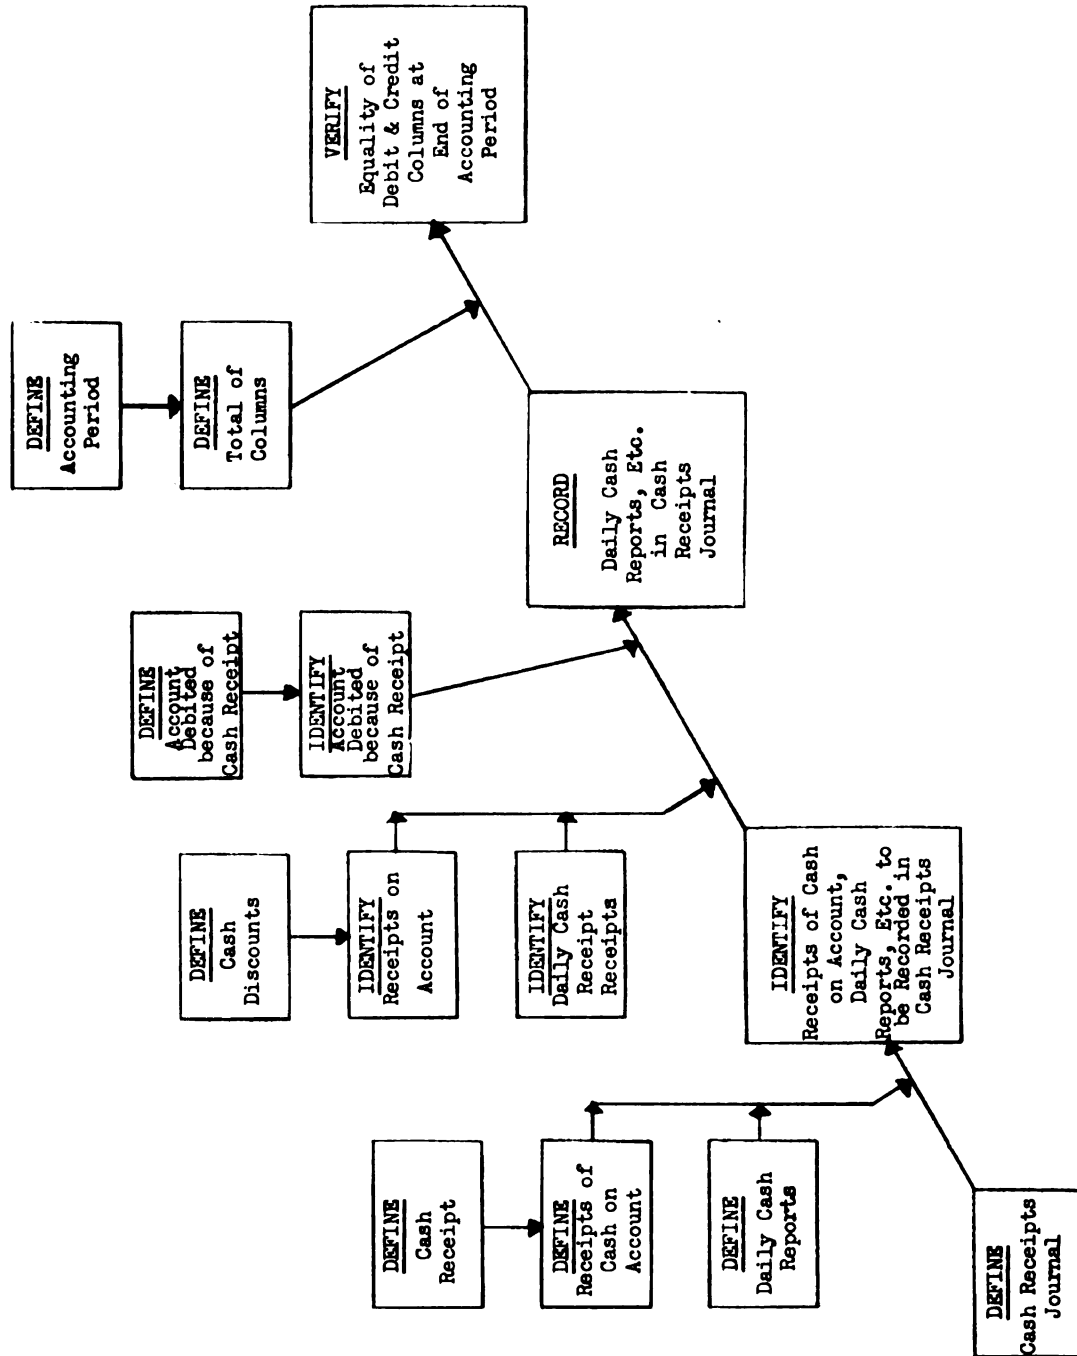 DEFINE
Accounting
Period
DEFINE
Total of
Columns
VERIFY
Equality of
Debit & Credit
Columns at
End of
Accounting
Period
DEFINE
Account
Debited
because of
Cash Receipt
IDENTIFY
Account
Debited
because of
Cash Receipt
RECORD
Daily Cash
Reports, Etc.
in Cash
Receipts
Journal
DEFINE
Cash
Discounts
IDENTIFY
Receipts on
Account
IDENTIFY
Daily Cash
Receipt
Receipts
IDENTIFY
Receipts of Cash
on Account,
Daily Cash
Reports, Etc. to
be Recorded in
Cash Receipts
Journal
DEFINE
Cash
Receipt
DEFINE
Receipts of
Cash on
Account
DEFINE
Daily Cash
Reports
DEFINE
Cash Receipts
Journal